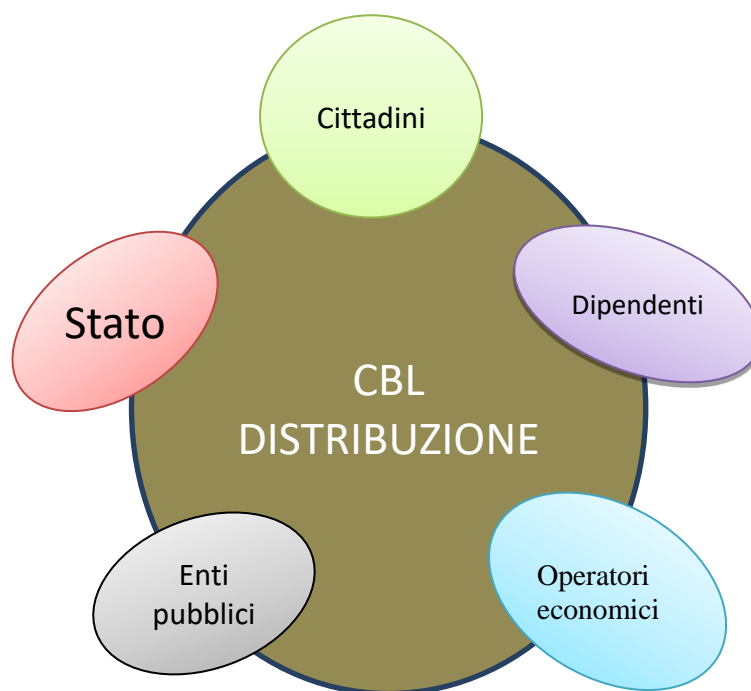 Cittadini
Stato
Dipendenti
CBL
DISTRIBUZIONE
Enti
pubblici
Operatori
economici